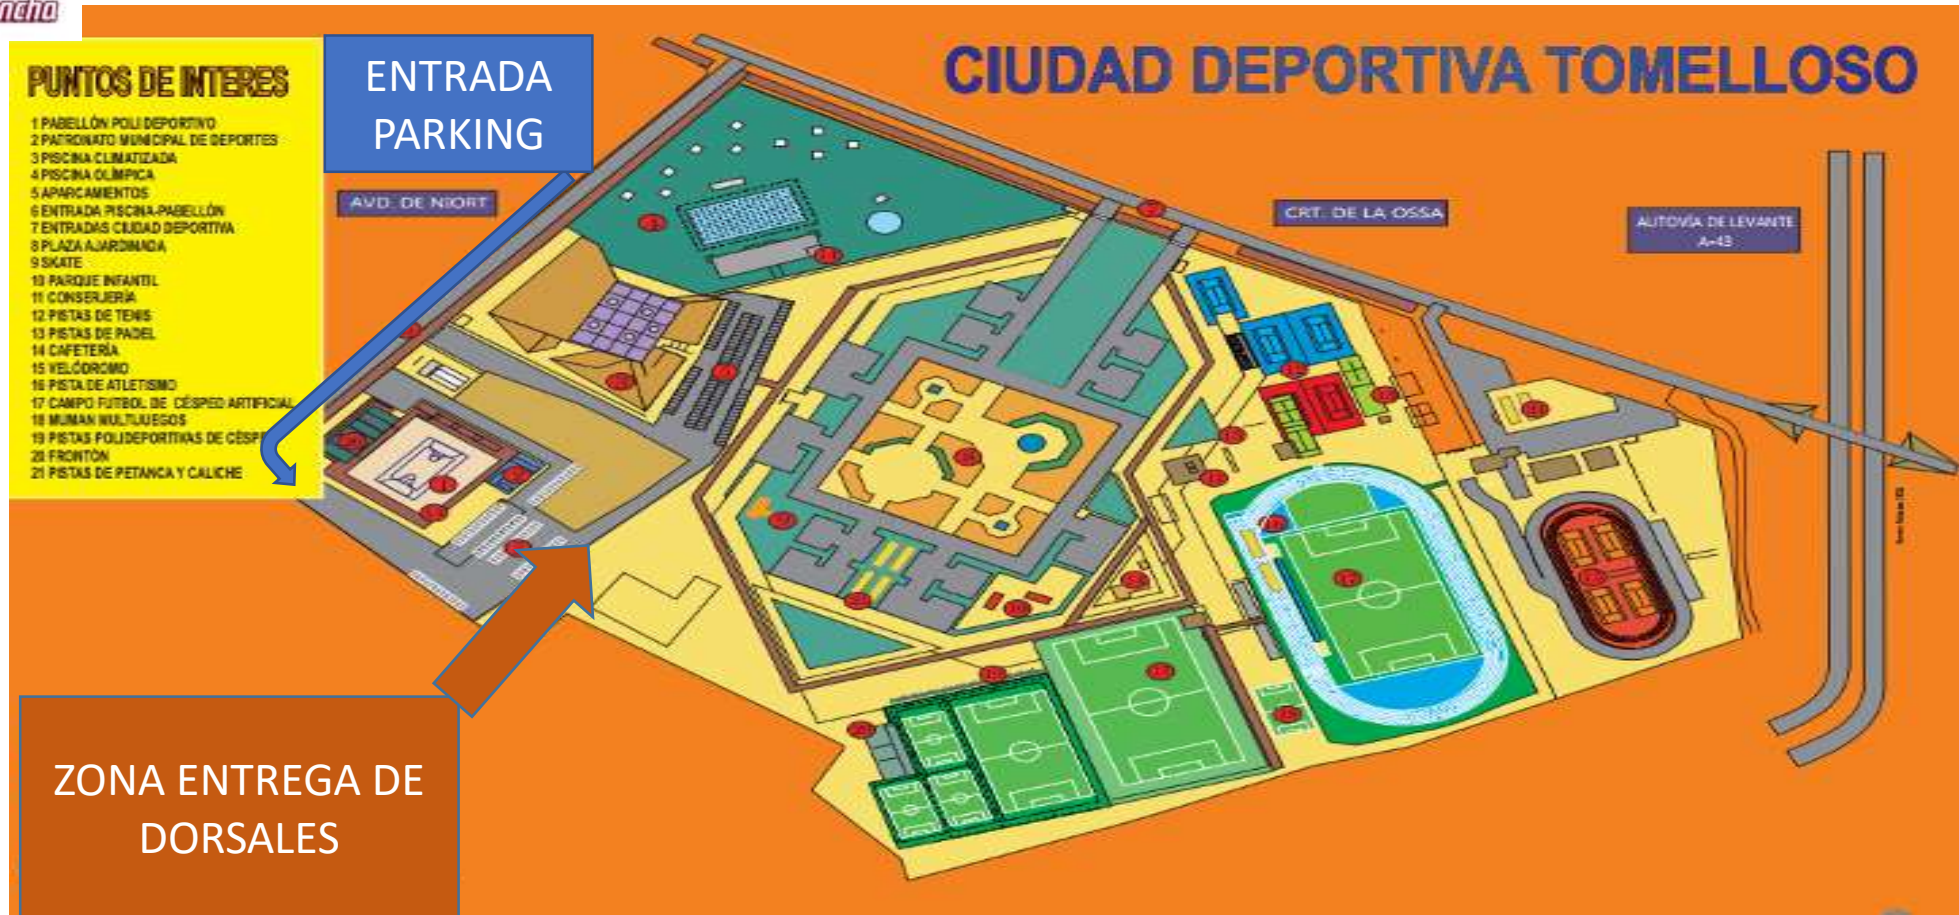 PUNTOS DE INTERES
1 PABELLÓN POLIDEPORTIVO
2 PATRONATO MUNICIPAL DE DEPORTES
3 PISCINA CLIMATIZADA
4 PISCINA OLÍMPICA
5 APARCAMIENTOS
6 ENTRADA PISCINA-PABELLÓN
7 ENTRADAS CIUDAD DEPORTIVA
8 PLAZA AJARDINADA
9 SKATE
10 PARQUE INFANTIL
11 CONSERJERÍA
12 PISTAS DE TENIS
13 PISTAS DE PADEL
14 CAFETERÍA
15 VELÓDROMO
16 PISTA DE ATLETISMO
17 CAMPO FUTBOL DE CÉSPED ARTIFICIAL
18 MUMAN MULTIJUEGOS
19 PISTAS POLIDEPORTIVAS DE CÉSPE
20 FRONTÓN
21 PISTAS DE PETANCA Y CALICHE
ENTRADA
PARKING
CIUDAD DEPORTIVA TOMELLOSO
AVD. DE NIORT
CRT. DE LA OSSA
AUTOVÍA DE LEVANTE
A-43
ZONA ENTREGA DE
DORSALES